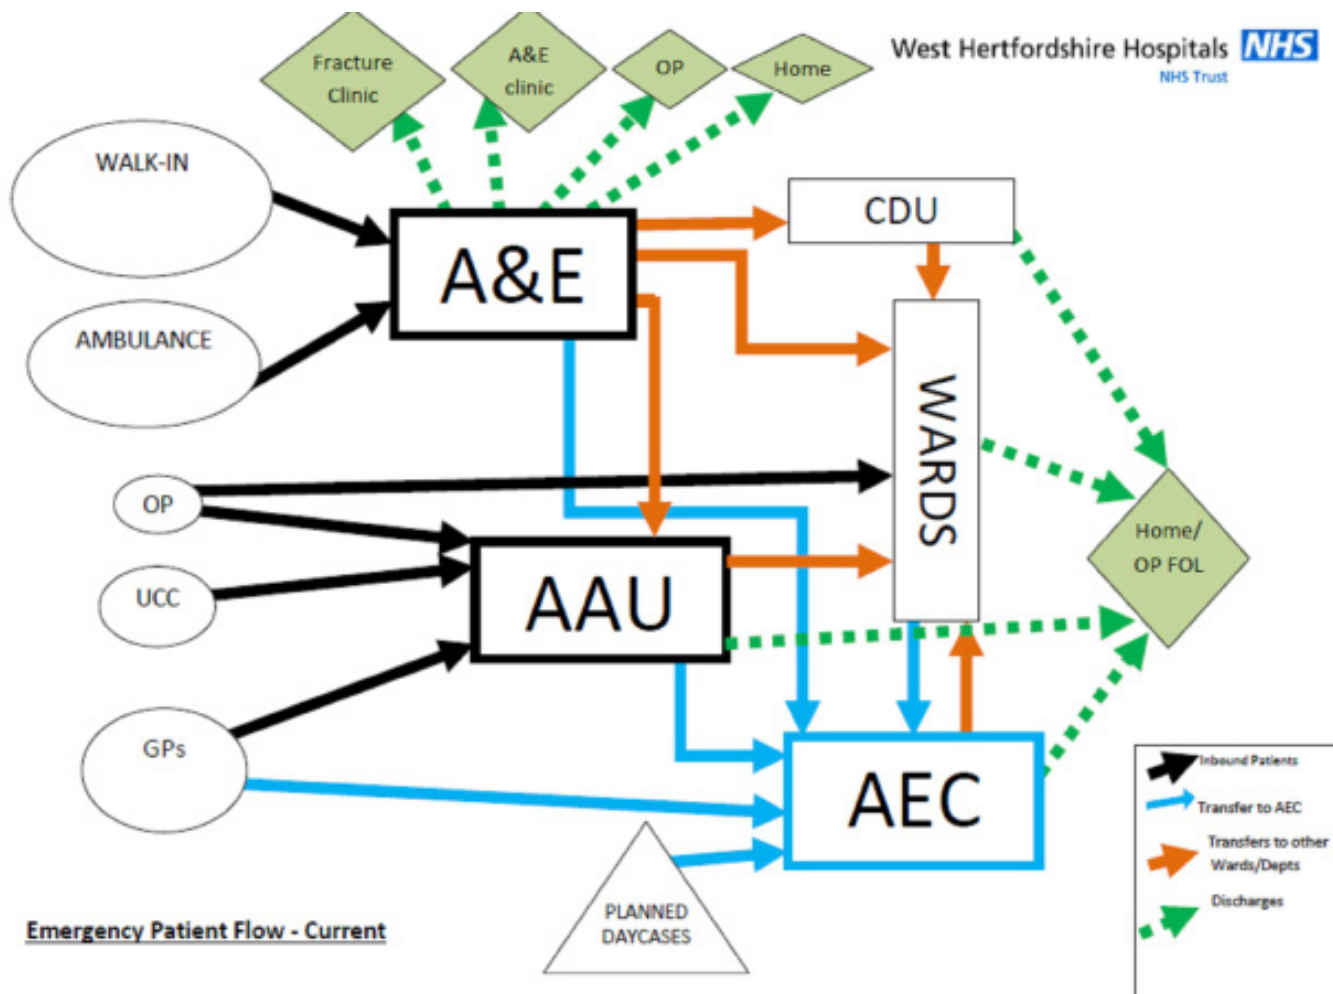 West Hertfordshire Hospitals NHS
NHS Trust
Fracture
Clinic
A&E
clinic
OP
Home
WALK-IN
A&E
CDU
AMBULANCE
WARDS
OP
UCC
AAU
Home/
OP FOL
GPs
AEC
PLANNED
DAYCASES
Emergency Patient Flow - Current
Inbound Patients
Transfer to AEC
Transfers to other
Wards/Depts
Discharges